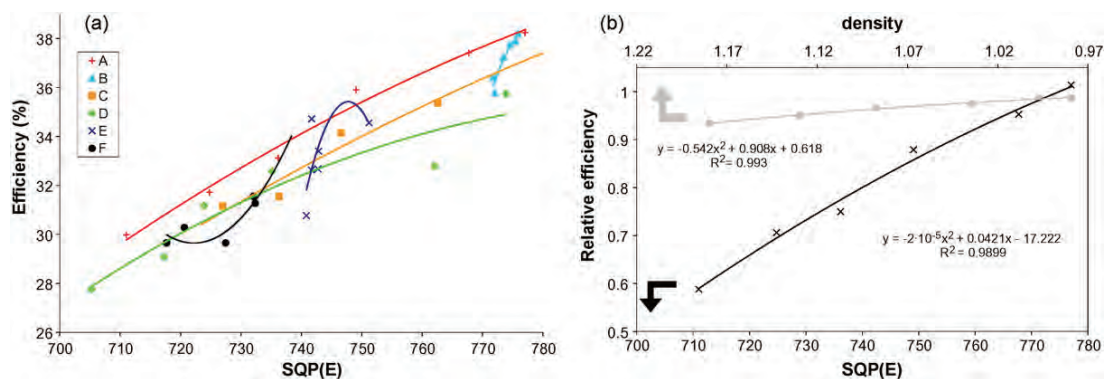 (a)
38
36
34
32
30
28
26
Efficiency (%)
A
B
C
D
E
F
700 710 720 730 740 750 760 770 780
SQP(E)
(b)
density
1.22 1.17 1.12 1.07 1.02 0.97
1
0.9
0.8
0.7
0.6
0.5
Relative efficiency
y = -0.542x² + 0.908x + 0.618
R² = 0.993
y = -2·10⁻⁵x² + 0.0421x - 17.222
R² = 0.9899
700 710 720 730 740 750 760 770 780
SQP(E)